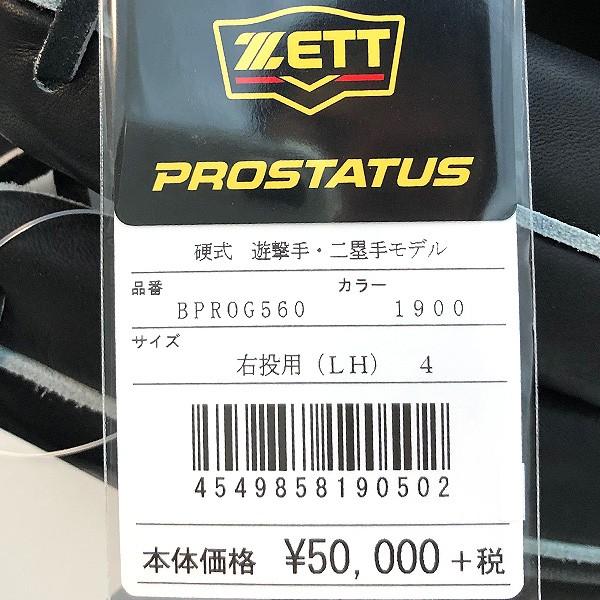 ZETT
PROSTATUS
硬式 遊撃手・二塁手モデル
品番 カラー
BPROG560 1900
サイズ
右投用(LH) 4
4549858190502
本体価格 ¥50,000+税